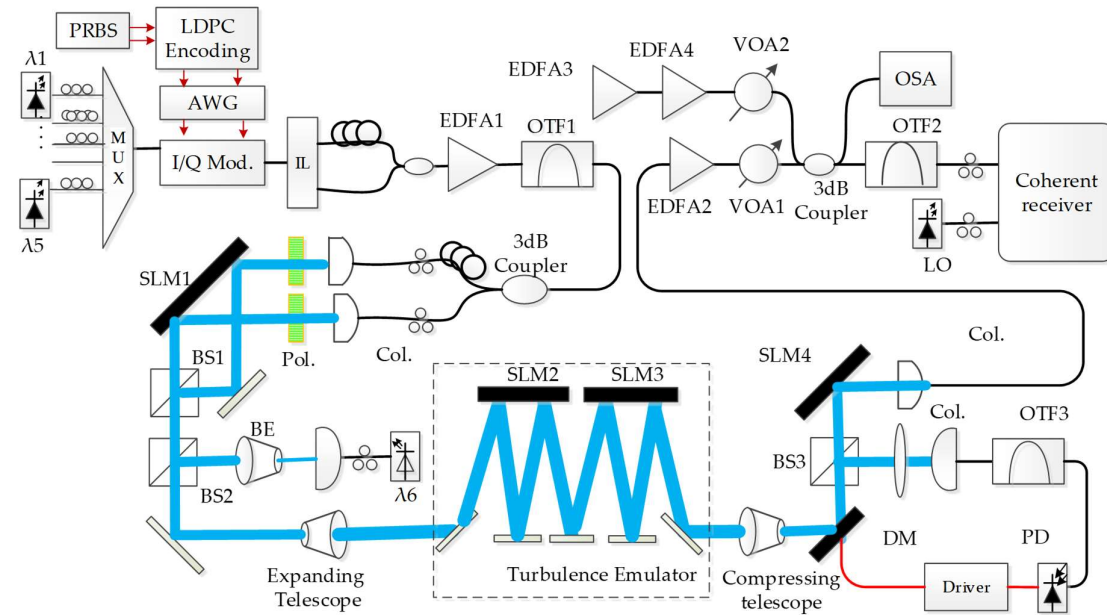 PRBS
LDPC
Encoding
λ1
AWG
MUX
I/Q Mod.
IL
λ5
EDFA1
OTF1
EDFA3
EDFA4
VOA2
OSA
OTF2
EDFA2
VOA1
3dB
Coupler
Coherent
receiver
LO
SLM1
3dB
Coupler
BS1
Pol.
Col.
BE
BS2
λ6
SLM2
SLM3
SLM4
Col.
Col.
OTF3
BS3
DM
PD
Expanding
Telescope
Turbulence Emulator
Compressing
telescope
Driver